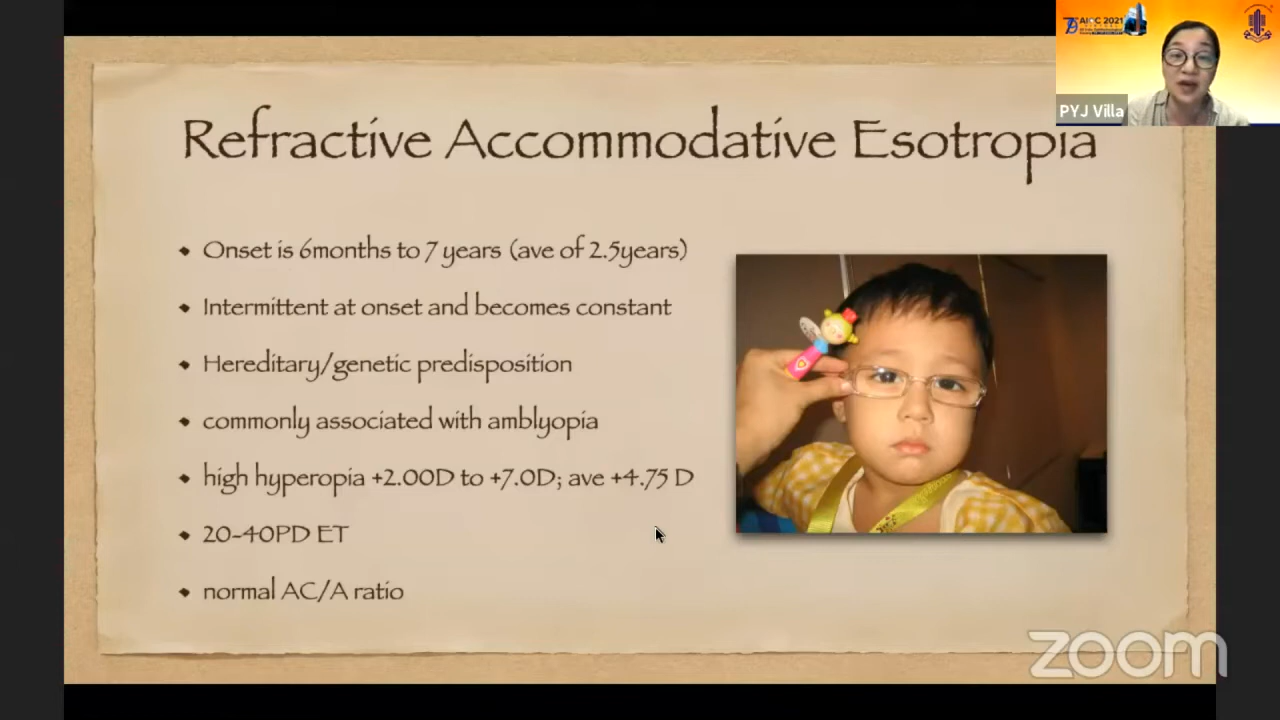 AIOC 2021
PYJ Villa
Refractive Accommodative Esotropia
Onset is 6months to 7 years (ave of 2.5years)
Intermittent at onset and becomes constant
Hereditary/genetic predisposition
commonly associated with amblyopia
high hyperopia +2.00D to +7.0D; ave +4.75 D
20-40PD ET
normal AC/A ratio
zoom